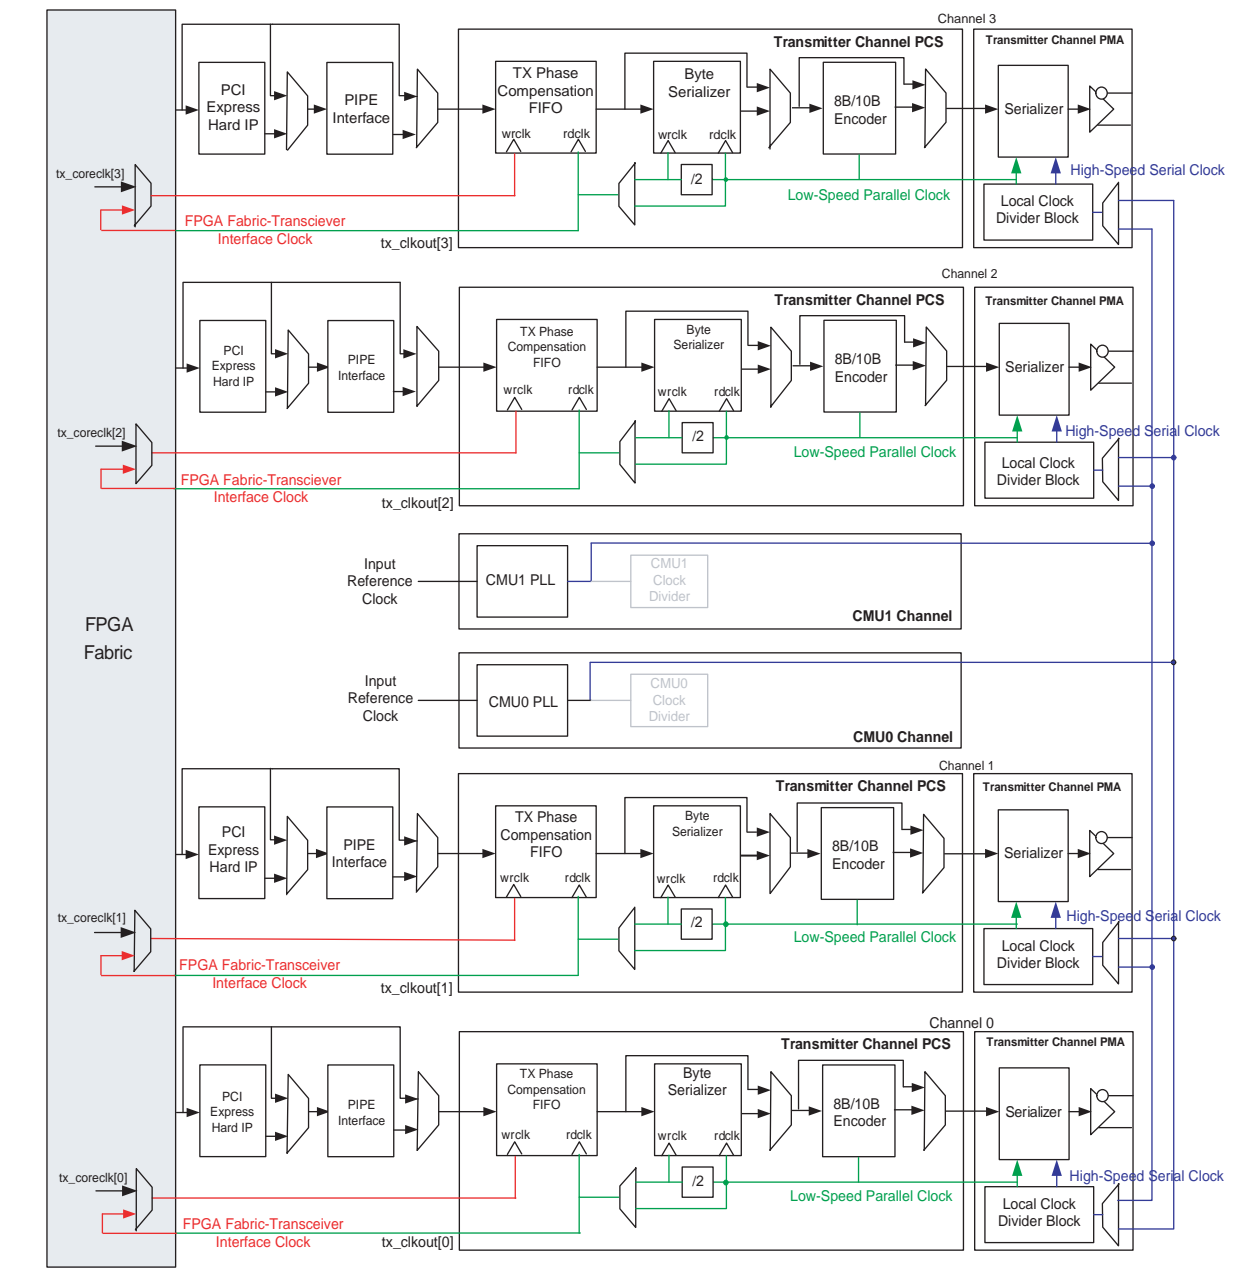 Channel 3
Transmitter Channel PCS
Transmitter Channel PMA
PCI
Express
Hard IP
PIPE
Interface
TX Phase
Compensation
FIFO
wrclk
rdclk
Byte
Serializer
wrclk
rdclk
/2
8B/10B
Encoder
Serializer
tx_coreclk[3]
High-Speed Serial Clock
Low-Speed Parallel Clock
Local Clock
Divider Block
FPGA Fabric-Transciever
Interface Clock
tx_clkout[3]
Channel 2
Transmitter Channel PCS
Transmitter Channel PMA
PCI
Express
Hard IP
PIPE
Interface
TX Phase
Compensation
FIFO
wrclk
rdclk
Byte
Serializer
wrclk
rdclk
/2
8B/10B
Encoder
Serializer
tx_coreclk[2]
High-Speed Serial Clock
Low-Speed Parallel Clock
Local Clock
Divider Block
FPGA Fabric-Transciever
Interface Clock
tx_clkout[2]
Input
Reference
Clock
CMU1 PLL
CMU1
Clock
Divider
CMU1 Channel
FPGA
Fabric
Input
Reference
Clock
CMU0 PLL
CMU0
Clock
Divider
CMU0 Channel
Channel 1
Transmitter Channel PCS
Transmitter Channel PMA
PCI
Express
Hard IP
PIPE
Interface
TX Phase
Compensation
FIFO
wrclk
rdclk
Byte
Serializer
wrclk
rdclk
/2
8B/10B
Encoder
Serializer
tx_coreclk[1]
High-Speed Serial Clock
Low-Speed Parallel Clock
Local Clock
Divider Block
FPGA Fabric-Transceiver
Interface Clock
tx_clkout[1]
Channel 0
Transmitter Channel PCS
Transmitter Channel PMA
PCI
Express
Hard IP
PIPE
Interface
TX Phase
Compensation
FIFO
wrclk
rdclk
Byte
Serializer
wrclk
rdclk
/2
8B/10B
Encoder
Serializer
tx_coreclk[0]
High-Speed Serial Clock
Low-Speed Parallel Clock
Local Clock
Divider Block
FPGA Fabric-Transceiver
Interface Clock
tx_clkout[0]